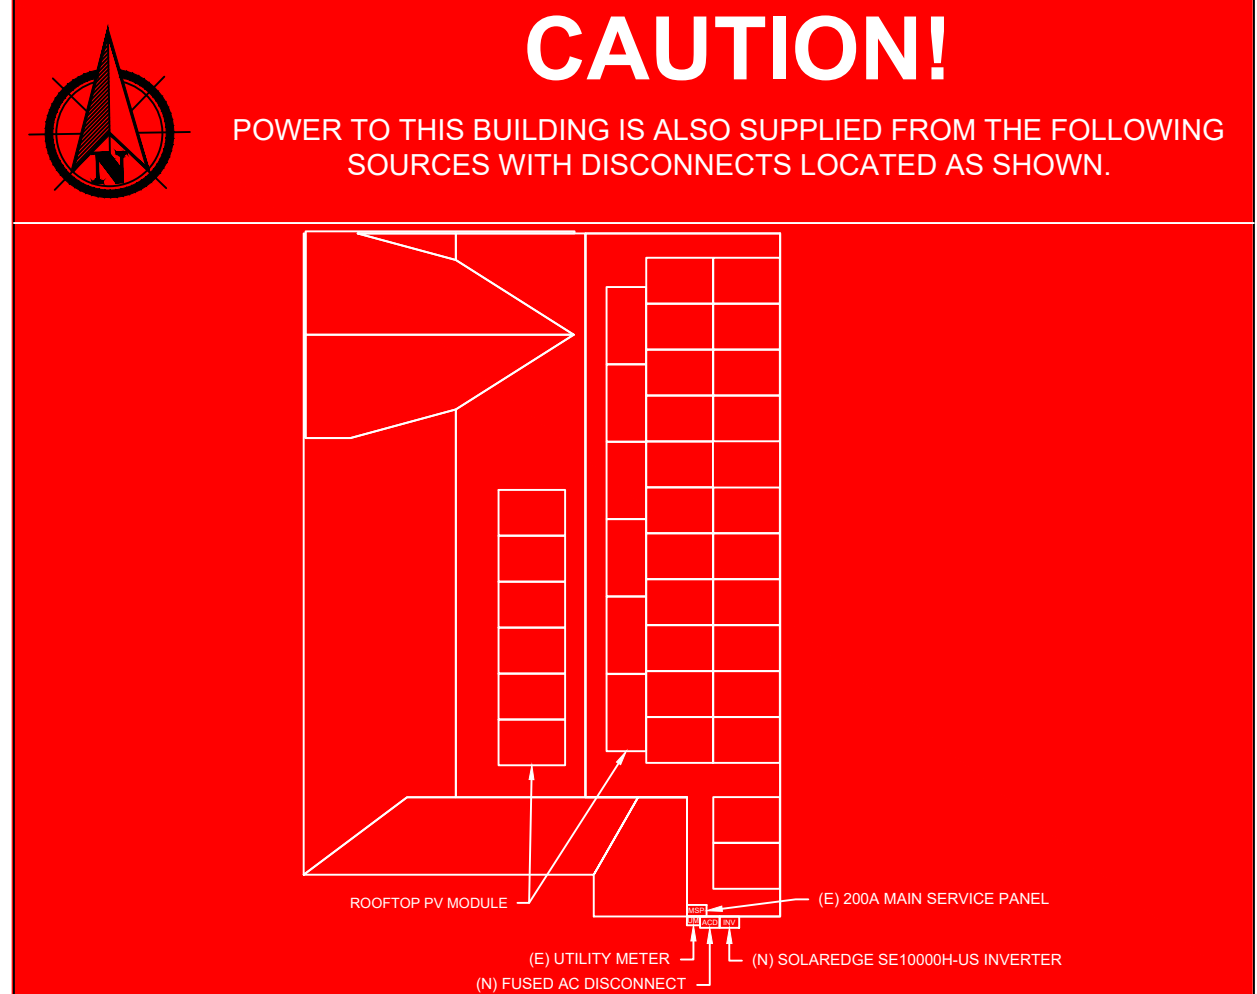 CAUTION!
N
POWER TO THIS BUILDING IS ALSO SUPPLIED FROM THE FOLLOWING
SOURCES WITH DISCONNECTS LOCATED AS SHOWN.
ROOFTOP PV MODULE
(E) 200A MAIN SERVICE PANEL
MSP
UM ACD INV
(E) UTILITY METER
(N) SOLAREDGE SE10000H-US INVERTER
(N) FUSED AC DISCONNECT